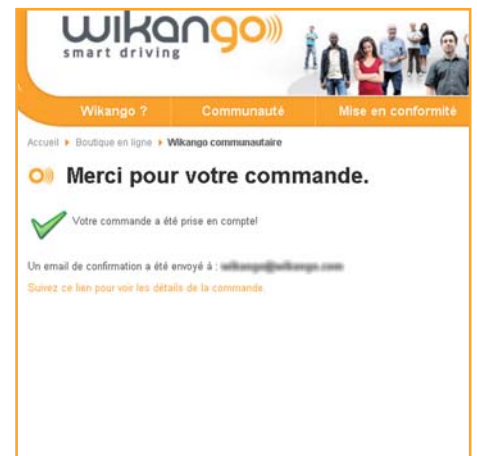 wikango
smart driving
Wikango ? Communauté Mise en conformité
Accueil Boutique en ligne Wikango communautaire
Merci pour votre commande.
Votre commande a été prise en compte!
Un email de confirmation a été envoyé à :
Suivez ce lien pour voir les détails de la commande.